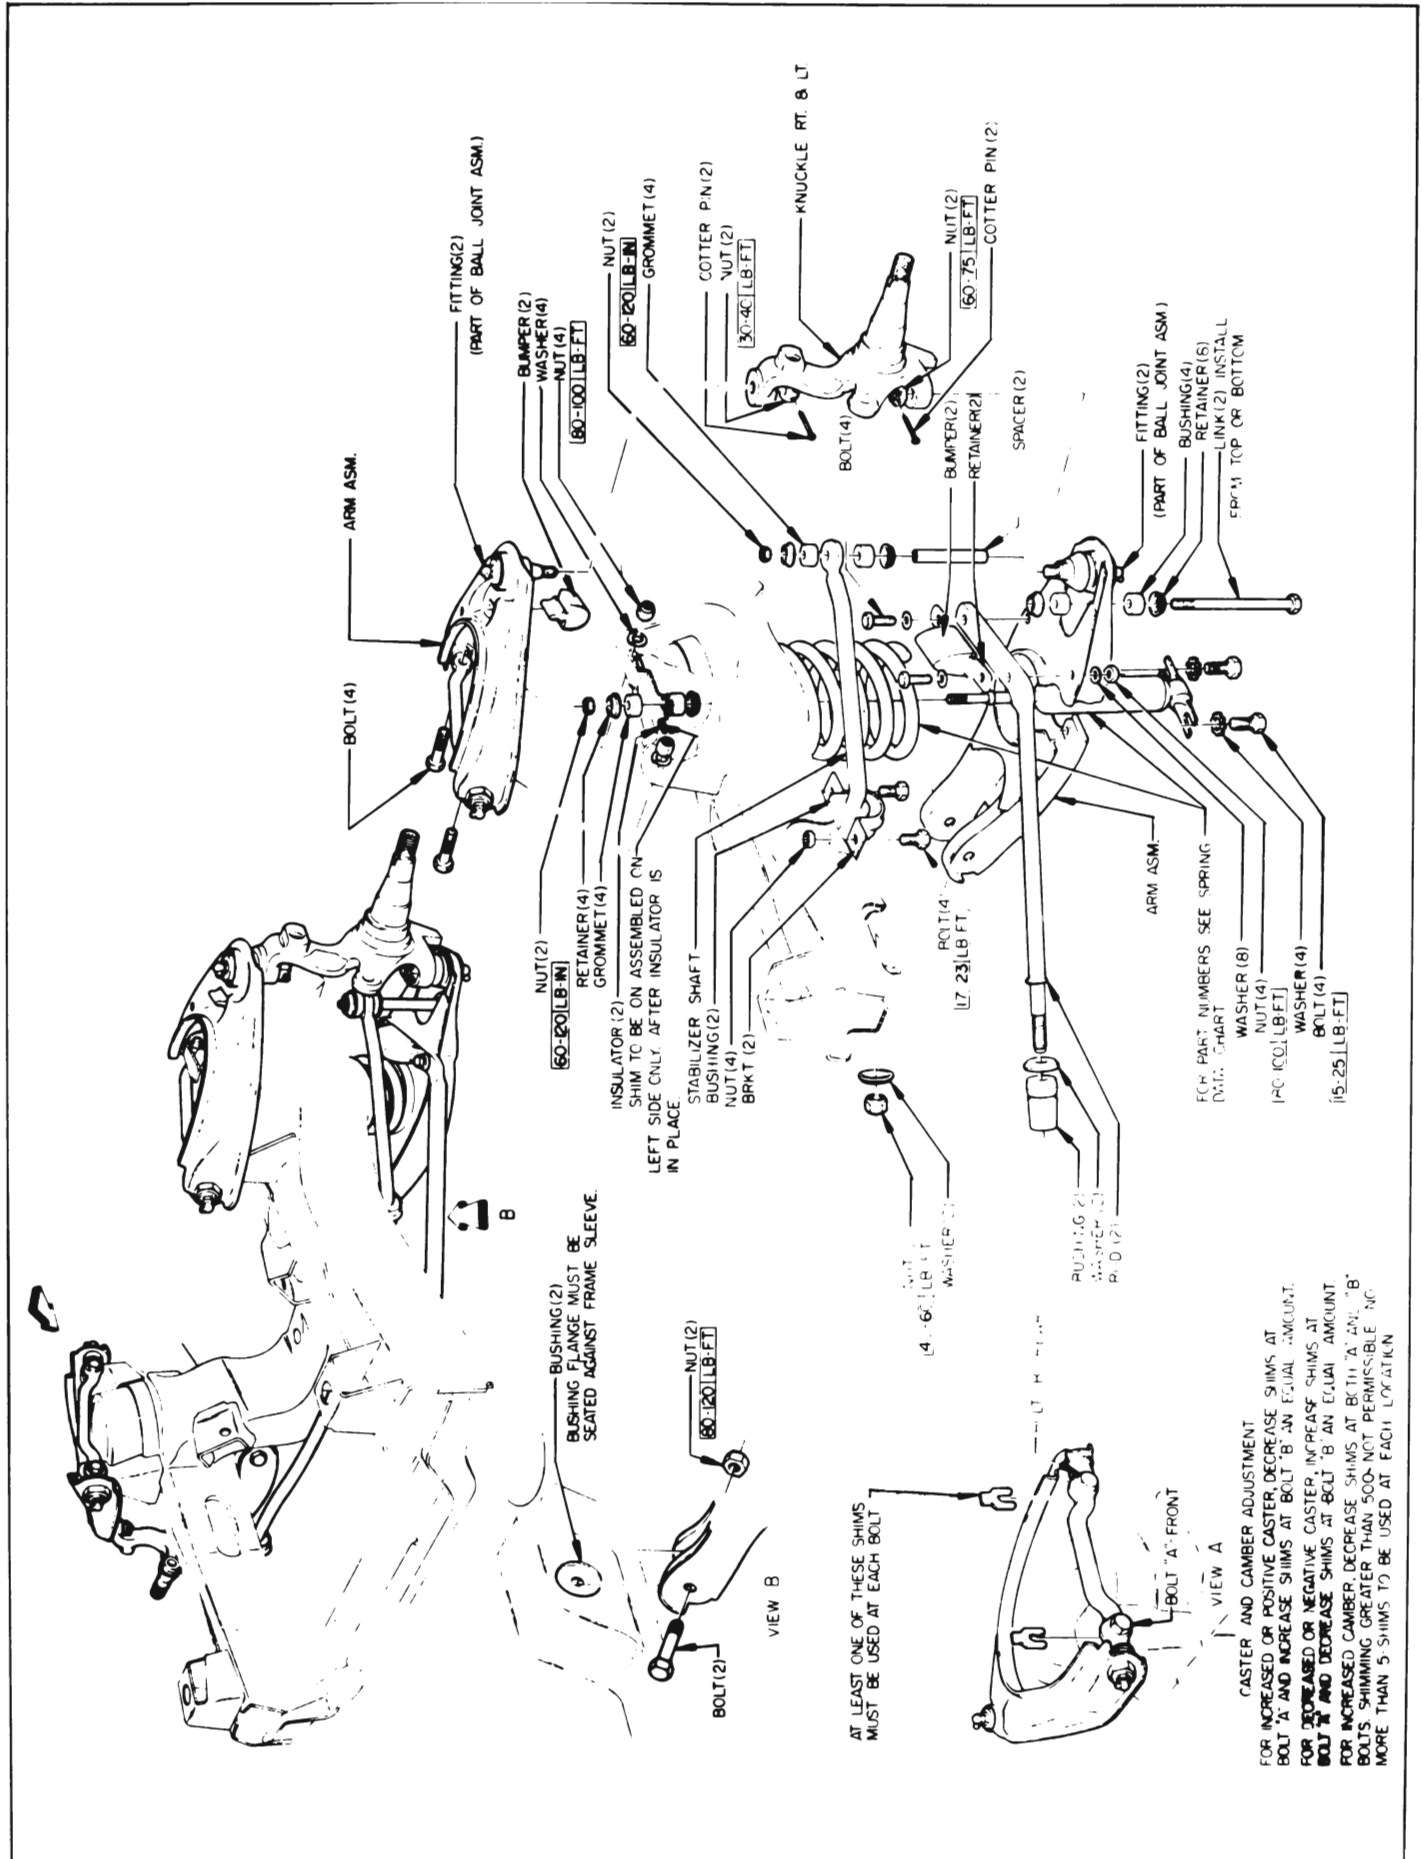 BOLT(4)
ARM ASM.
FITTING(2)
(PART OF BALL JOINT ASM.)
BUMPER(2)
WASHER(4)
NUT(4)
80-100 LB-FT
NUT(2)
60-120 LB-IN
GROMMET(4)
COTTER PIN(2)
NUT(2)
30-40 LB-FT
KNUCKLE RT. & LT.
BOLT(4)
NUT(2)
60-75 LB-FT
COTTER PIN(2)
BUMPER(2)
RETAINER(2)
SPACER(2)
FITTING(2)
(PART OF BALL JOINT ASM)
BUSHING(4)
RETAINER(8)
LINK(2) INSTALL
FROM TOP OR BOTTOM
NUT(2)
60-120 LB-IN
RETAINER(4)
GROMMET(4)
INSULATOR(2)
SHIM TO BE ON ASSEMBLED ON
LEFT SIDE ONLY. AFTER INSULATOR IS
IN PLACE.
STABILIZER SHAFT
BUSHING(2)
NUT(4)
BRKT(2)
BOLT(4)
17 23 LB FT
ARM ASM.
FOR PART NUMBERS SEE SPRING
DATA CHART
WASHER(8)
NUT(4)
LB FT
WASHER(4)
BOLT(4)
15-25 LB-FT
B
BUSHING(2)
BUSHING FLANGE MUST BE
SEATED AGAINST FRAME SLEEVE.
NUT(2)
80-120 LB-FT
BOLT(2)
VIEW B
WASHER
AT LEAST ONE OF THESE SHIMS
MUST BE USED AT EACH BOLT
BOLT "A"-FRONT
VIEW A
CASTER AND CAMBER ADJUSTMENT
FOR INCREASED OR POSITIVE CASTER, DECREASE SHIMS AT
BOLT "A" AND INCREASE SHIMS AT BOLT "B" AN EQUAL AMOUNT.
FOR DECREASED OR NEGATIVE CASTER, INCREASE SHIMS AT
BOLT "A" AND DECREASE SHIMS AT BOLT "B" AN EQUAL AMOUNT.
FOR INCREASED CAMBER, DECREASE SHIMS AT BOTH "A" AND "B"
BOLTS. SHIMMING GREATER THAN 500 NOT PERMISSIBLE NO
MORE THAN 5 SHIMS TO BE USED AT EACH LOCATION